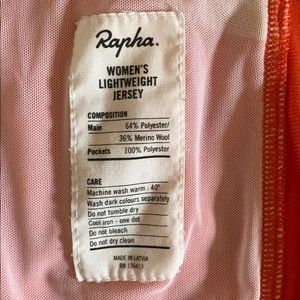 Rapha.
WOMEN'S
LIGHTWEIGHT
JERSEY
COMPOSITION
Main 64% Polyester/
36% Merino Wool
Pockets 100% Polyester
CARE
Machine wash warm : 40°
Wash dark colours separately
Do not tumble dry
Cool iron - one dot
Do not bleach
Do not dry clean
MADE IN LATVIA
RN